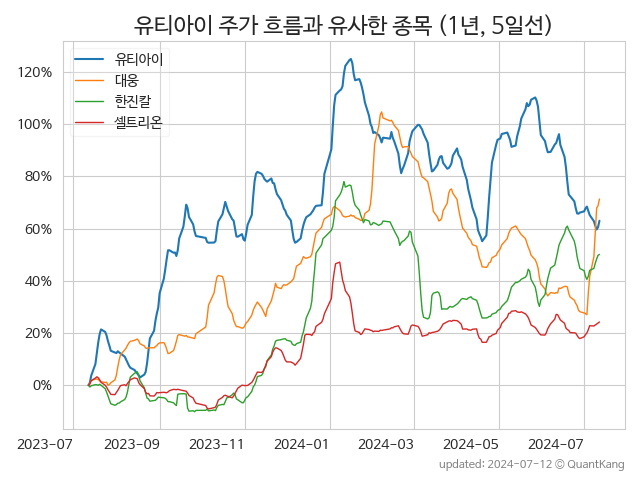 유티아이 주가 흐름과 유사한 종목 (1년, 5일선)
유티아이
대웅
한진칼
셀트리온
120%
100%
80%
60%
40%
20%
0%
2023-07 2023-09 2023-11 2024-01 2024-03 2024-05 2024-07
updated: 2024-07-12 © QuantKang